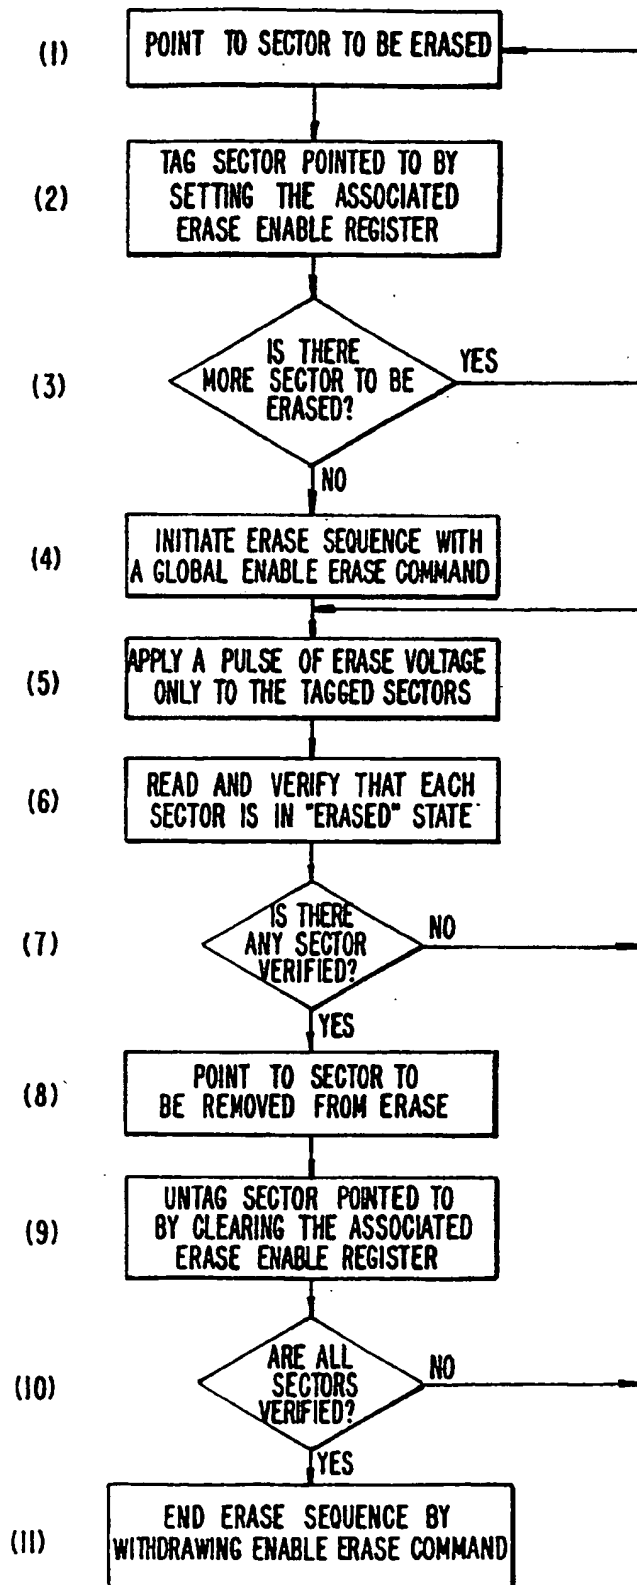 (1)
POINT TO SECTOR TO BE ERASED
(2)
TAG SECTOR POINTED TO BY
SETTING THE ASSOCIATED
ERASE ENABLE REGISTER
(3)
IS THERE
MORE SECTOR TO BE
ERASED?
YES
NO
(4)
INITIATE ERASE SEQUENCE WITH
A GLOBAL ENABLE ERASE COMMAND
(5)
APPLY A PULSE OF ERASE VOLTAGE
ONLY TO THE TAGGED SECTORS
(6)
READ AND VERIFY THAT EACH
SECTOR IS IN "ERASED" STATE
(7)
IS THERE
ANY SECTOR
VERIFIED?
NO
YES
(8)
POINT TO SECTOR TO
BE REMOVED FROM ERASE
(9)
UNTAG SECTOR POINTED TO
BY CLEARING THE ASSOCIATED
ERASE ENABLE REGISTER
(10)
ARE ALL
SECTORS
VERIFIED?
NO
YES
(11)
END ERASE SEQUENCE BY
WITHDRAWING ENABLE ERASE COMMAND